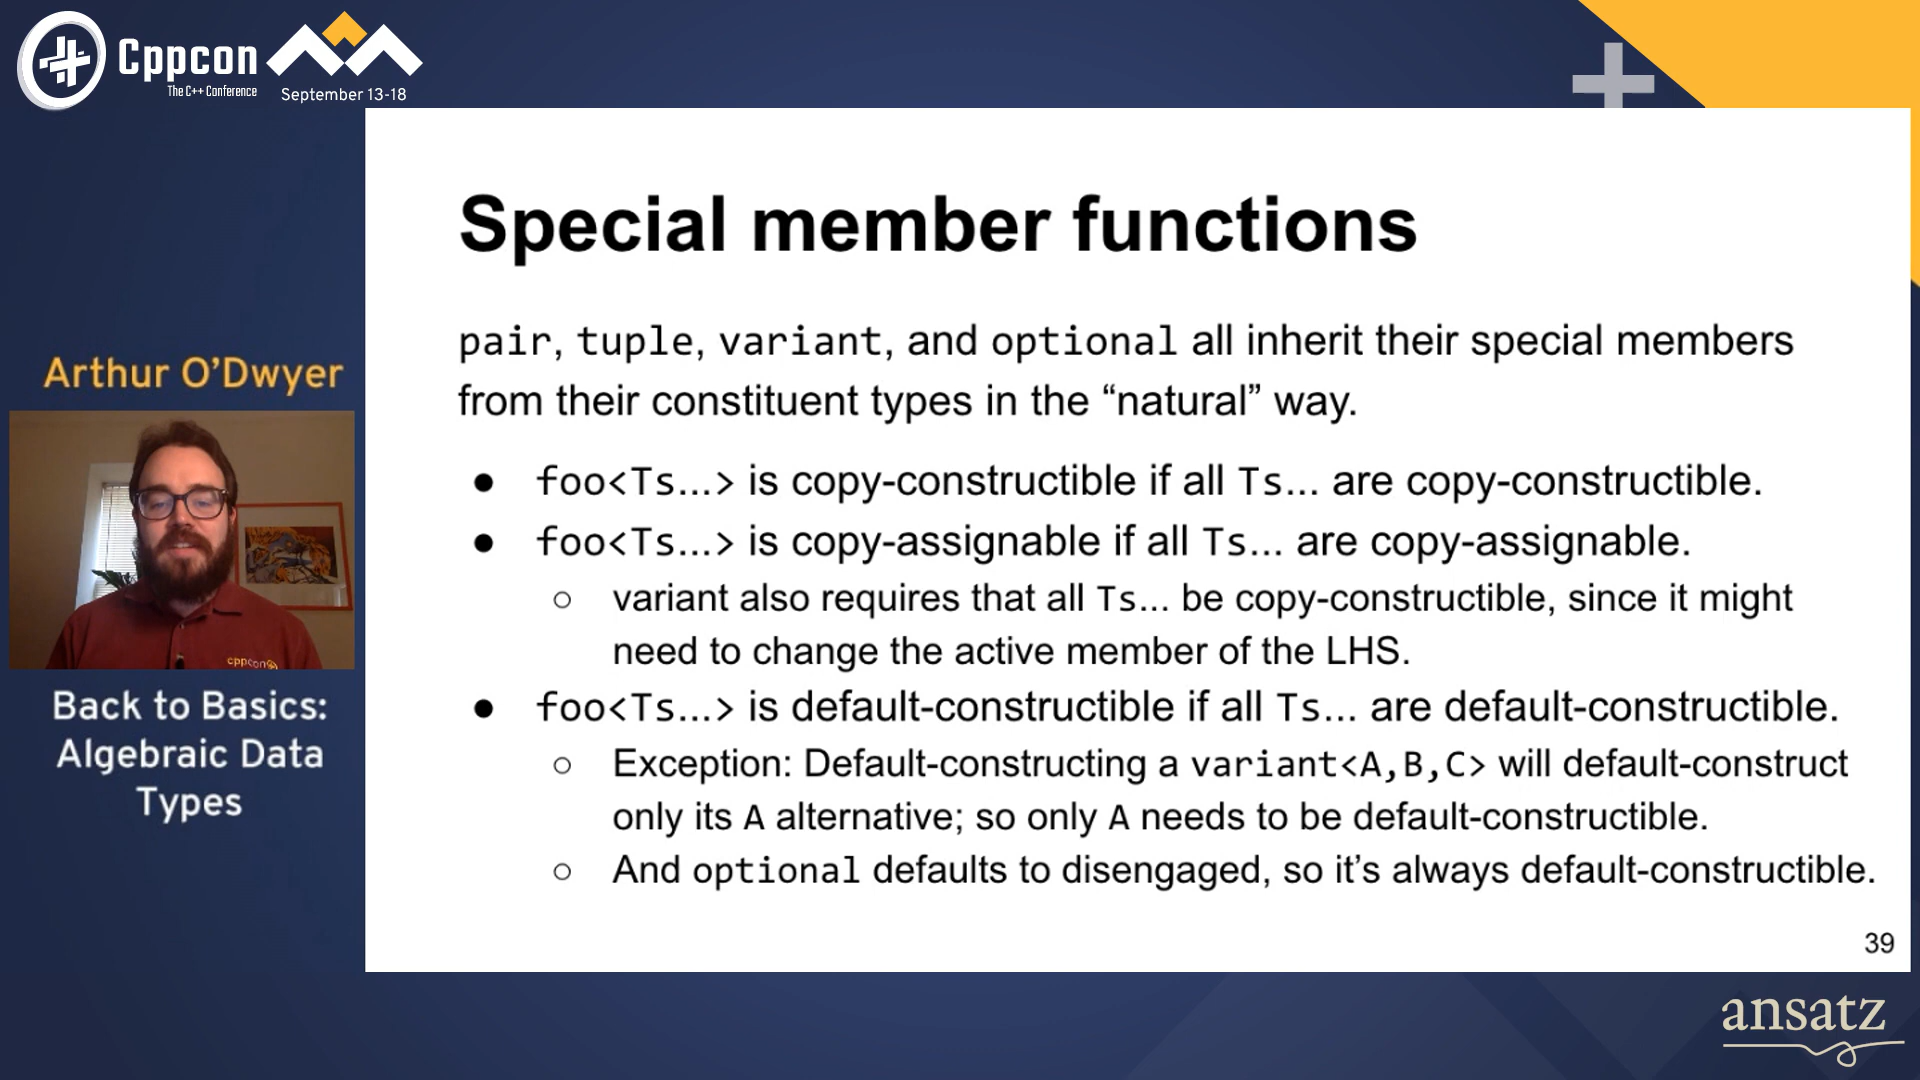 Cppcon
The C++ Conference
September 13-18
Special member functions
pair, tuple, variant, and optional all inherit their special members
from their constituent types in the “natural” way.
● foo<Ts...> is copy-constructible if all Ts... are copy-constructible.
● foo<Ts...> is copy-assignable if all Ts... are copy-assignable.
○ variant also requires that all Ts... be copy-constructible, since it might
need to change the active member of the LHS.
● foo<Ts...> is default-constructible if all Ts... are default-constructible.
○ Exception: Default-constructing a variant<A,B,C> will default-construct
only its A alternative; so only A needs to be default-constructible.
○ And optional defaults to disengaged, so it’s always default-constructible.
39
Arthur O’Dwyer
cppcon
Back to Basics:
Algebraic Data
Types
ansatz